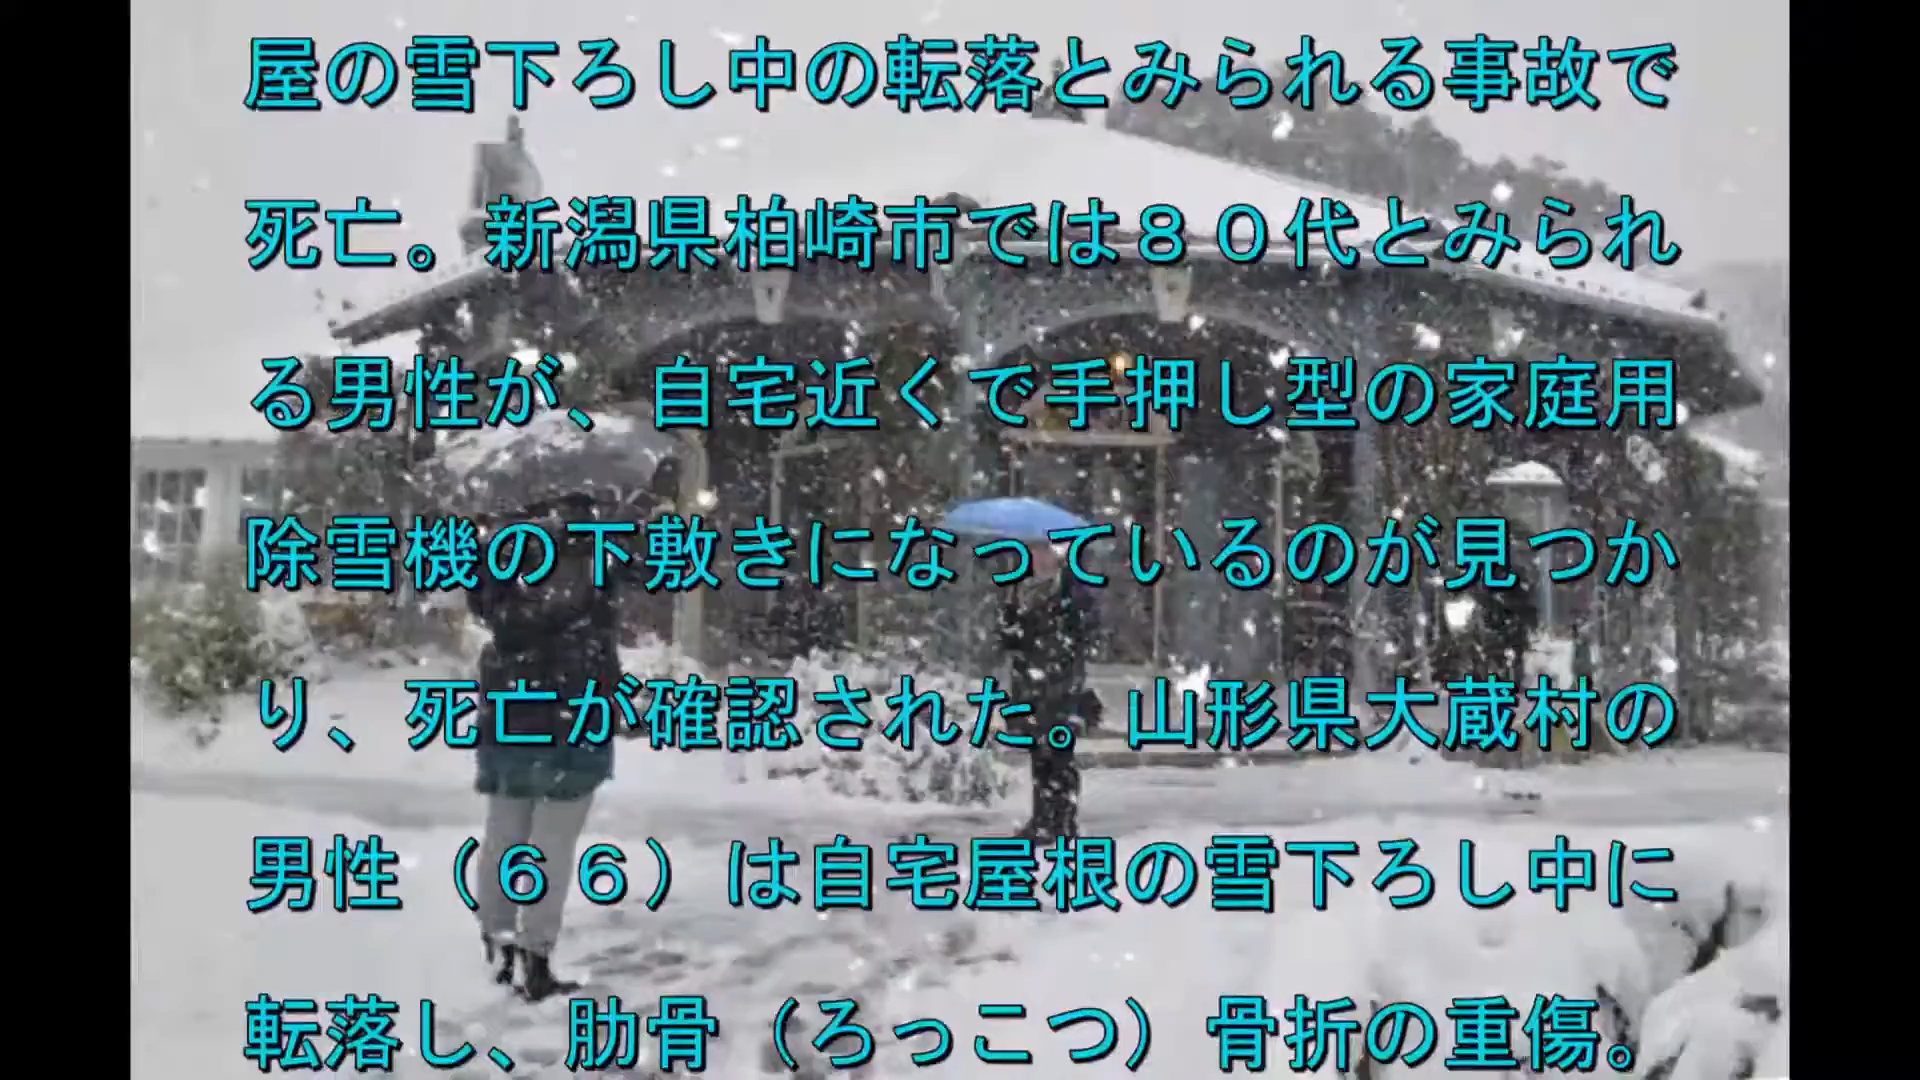 屋の雪下ろし中の転落とみられる事故で
死亡。新潟県柏崎市では８０代とみられ
る男性が、自宅近くで手押し型の家庭用
除雪機の下敷きになっているのが見つか
り、死亡が確認された。山形県大蔵村の
男性（６６）は自宅屋根の雪下ろし中に
転落し、肋骨（ろっこつ）骨折の重傷。